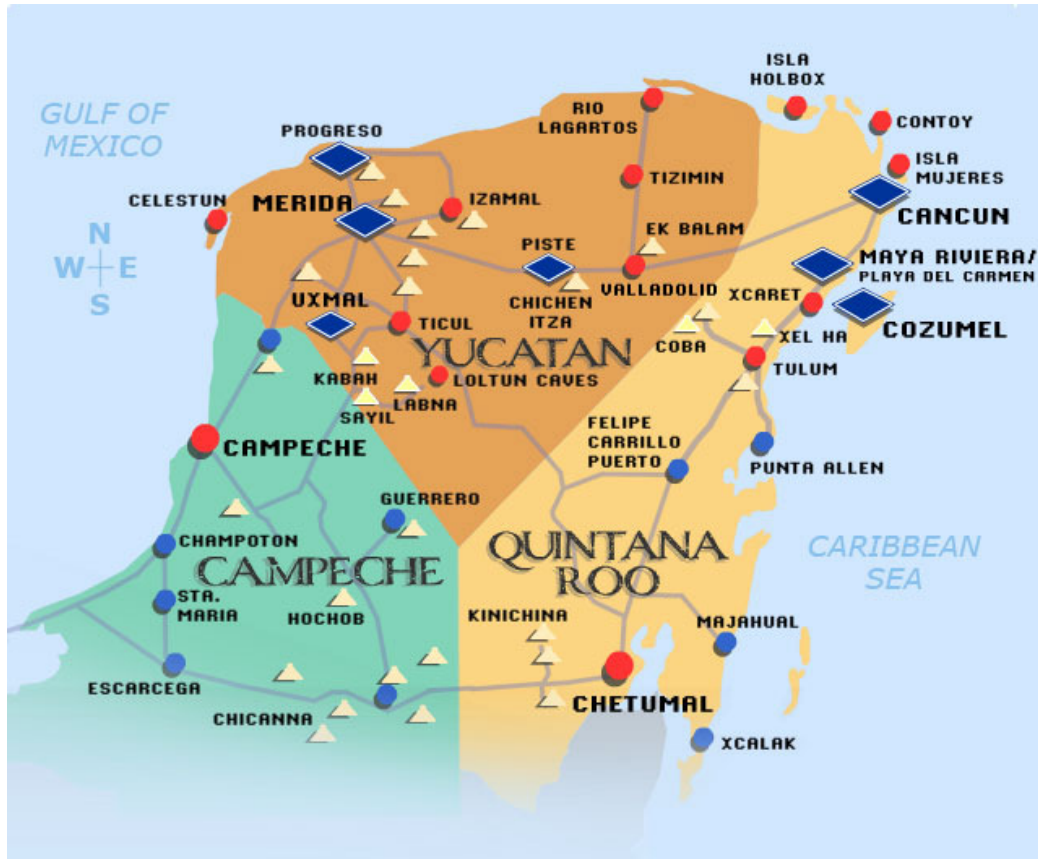 ISLA
HOLBOX
GULF OF
MEXICO
RIO
LAGARTOS
CONTOY
PROGRESO
ISLA
MUJERES
TIZIMIN
CELESTUN
MERIDA
IZAMAL
CANCUN
N
W E
S
PISTE
EK BALAM
MAYA RIVIERA/
PLAYA DEL CARMEN
UXMAL
CHICHEN
ITZA
VALLADOLID
XCARET
COZUMEL
TICUL
YUCATAN
COBA
XEL HA
TULUM
KABAH
LOLTUN CAVES
LABNA
SAYIL
FELIPE
CARRILLO
PUERTO
CAMPECHE
PUNTA ALLEN
GUERRERO
CHAMPOTON
CAMPECHE
QUINTANA
ROO
CARIBBEAN
SEA
STA.
MARIA
HOCHOB
KINICHINA
MAJAHUAL
ESCARCEGA
CHICANNA
CHETUMAL
XCALAK